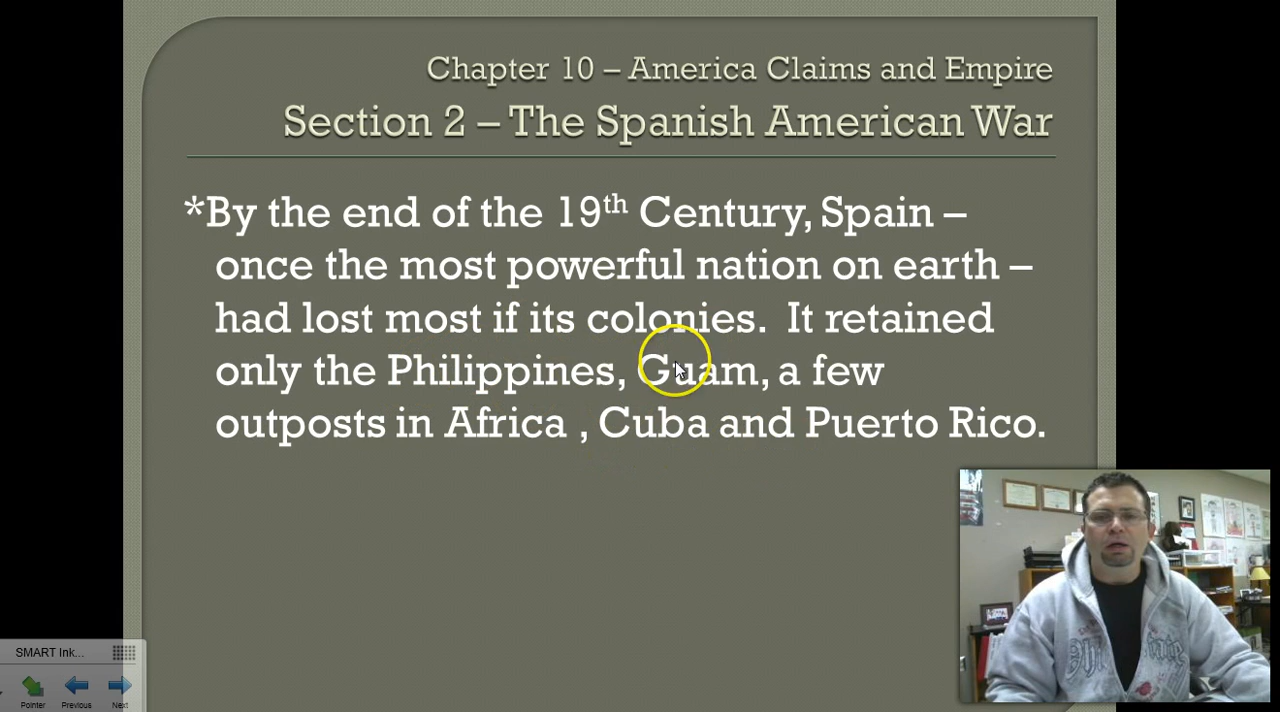 Chapter 10 – America Claims and Empire
Section 2 – The Spanish American War
*By the end of the 19th Century, Spain –
once the most powerful nation on earth –
had lost most if its colonies.  It retained
only the Philippines, Guam, a few
outposts in Africa , Cuba and Puerto Rico.
SMART Ink...
Pointer
Previous
Next